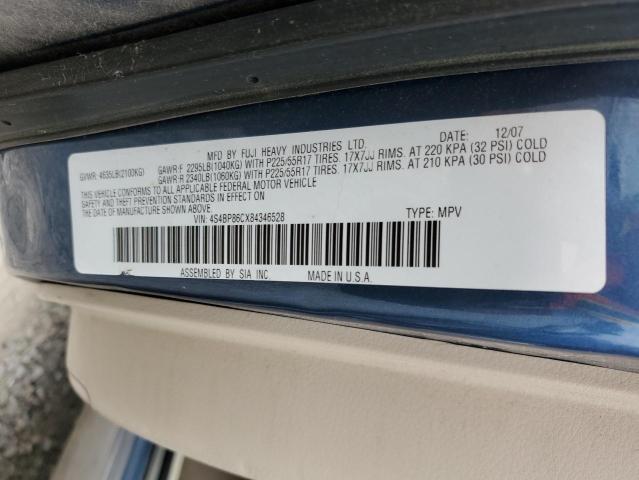 MFD BY FUJI HEAVY INDUSTRIES LTD. DATE: 12/07
GVWR: 4635LB(2100KG) GAWR:F 2295LB(1040KG) WITH P225/55R17 TIRES. 17X7JJ RIMS. AT 220 KPA (32 PSI) COLD
GAWR:R 2340LB(1060KG) WITH P225/55R17 TIRES. 17X7JJ RIMS. AT 210 KPA (30 PSI) COLD
THIS VEHICLE CONFORMS TO ALL APPLICABLE FEDERAL MOTOR VEHICLE
SAFETY AND THEFT PREVENTION STANDARDS IN EFFECT ON THE
DATE OF MANUFACTURE SHOWN ABOVE.
VIN: 4S4BP86CX84346528 TYPE: MPV
ASSEMBLED BY SIA INC. MADE IN U.S.A.